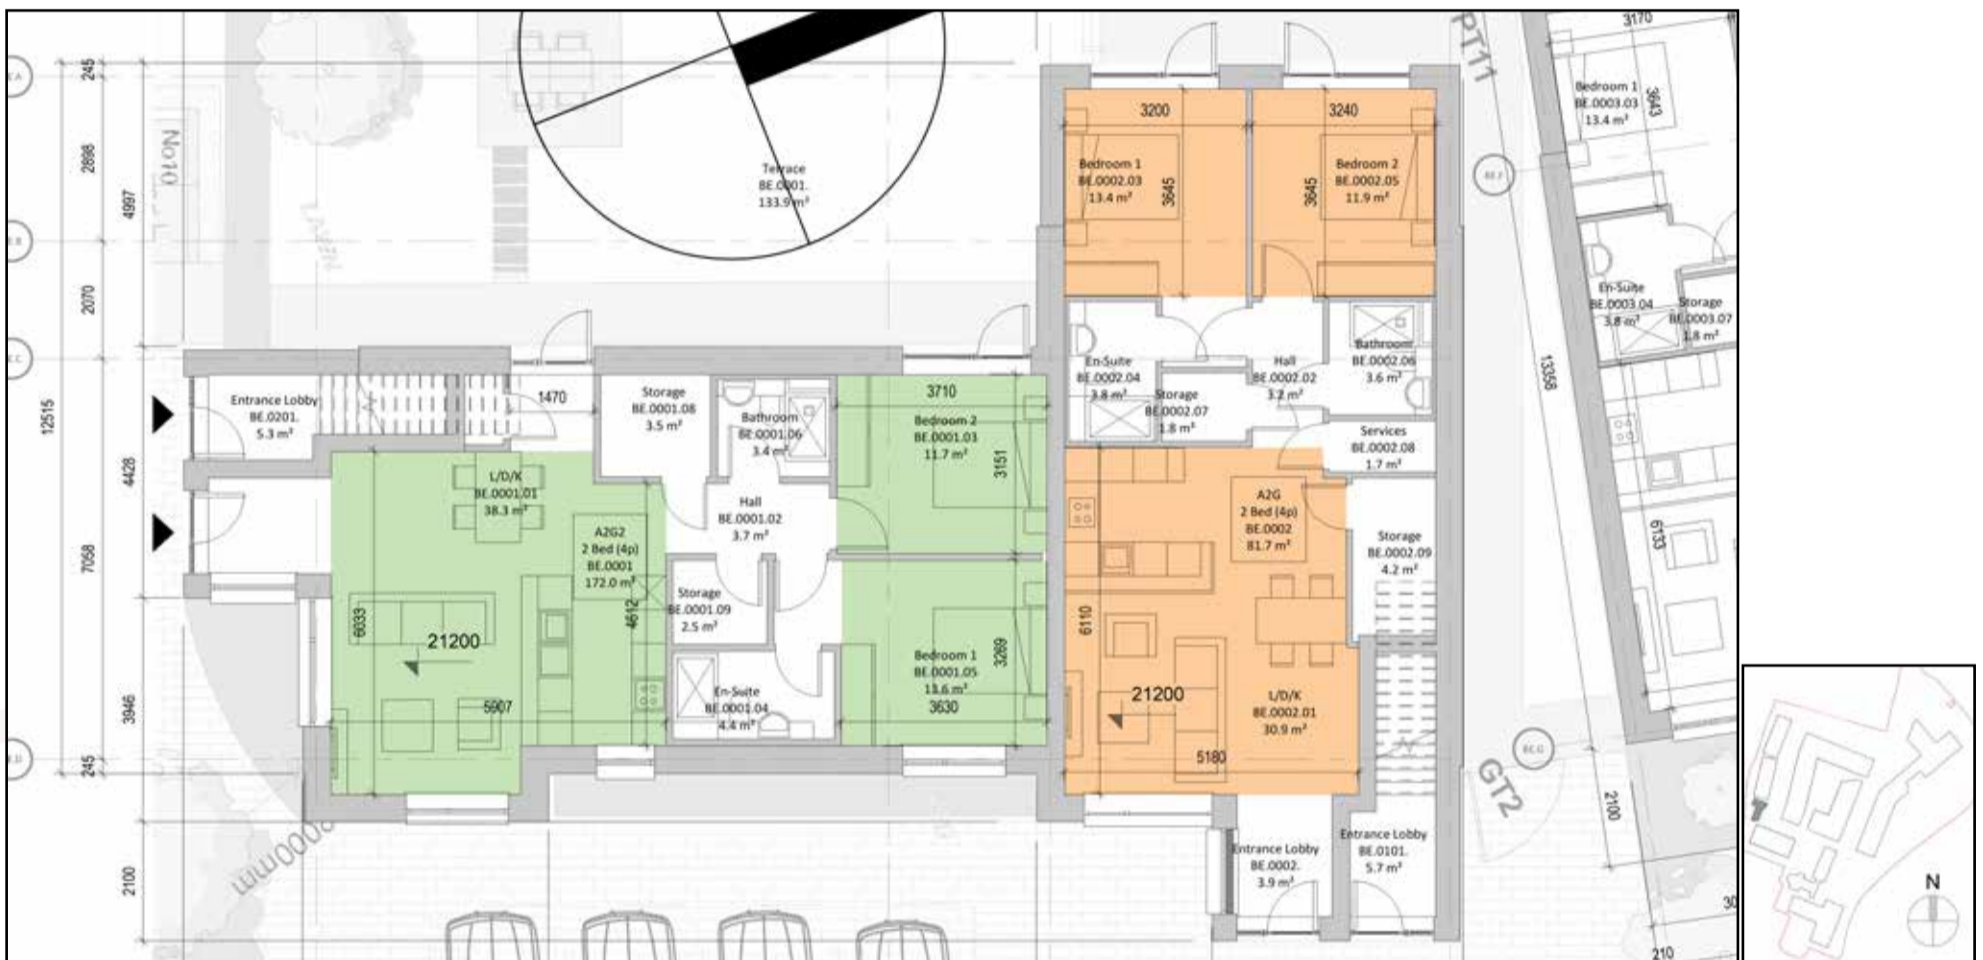 245
2898
4997
2070
12515
4428
7058
3946
245
2100
No10
LAWEN
Terrace
BE.0001.
133.9 m²
Entrance Lobby
BE.0201.
5.3 m²
1470
Storage
BE.0001.08
3.5 m²
Bathroom
BE.0001.06
3.4 m²
3710
Bedroom 2
BE.0001.03
11.7 m²
3151
L/D/K
BE.0001.01
38.3 m²
A2G2
2 Bed (4p)
BE.0001
172.0 m²
Hall
BE.0001.02
3.7 m²
Storage
BE.0001.09
2.5 m²
4612
6033
21200
5907
En-Suite
BE.0001.04
4.4 m²
Bedroom 1
BE.0001.05
13.6 m²
3269
3630
3200
3240
Bedroom 1
BE.0002.03
13.4 m²
3645
Bedroom 2
BE.0002.05
11.9 m²
3645
En-Suite
BE.0002.04
3.8 m²
Storage
BE.0002.07
1.8 m²
Hall
BE.0002.02
3.2 m²
Bathroom
BE.0002.06
3.6 m²
Services
BE.0002.08
1.7 m²
A2G
2 Bed (4p)
BE.0002
81.7 m²
Storage
BE.0002.09
4.2 m²
6110
21200
L/D/K
BE.0002.01
30.9 m²
5180
Entrance Lobby
BE.0002.
3.9 m²
Entrance Lobby
BE.0101.
5.7 m²
PT11
BE.F
BE.G
GT2
13356
2100
3170
Bedroom 1
BE.0003.03
13.4 m²
3643
En-Suite
BE.0003.04
3.8 m²
Storage
BE.0003.07
1.8 m²
6133
30
210
N